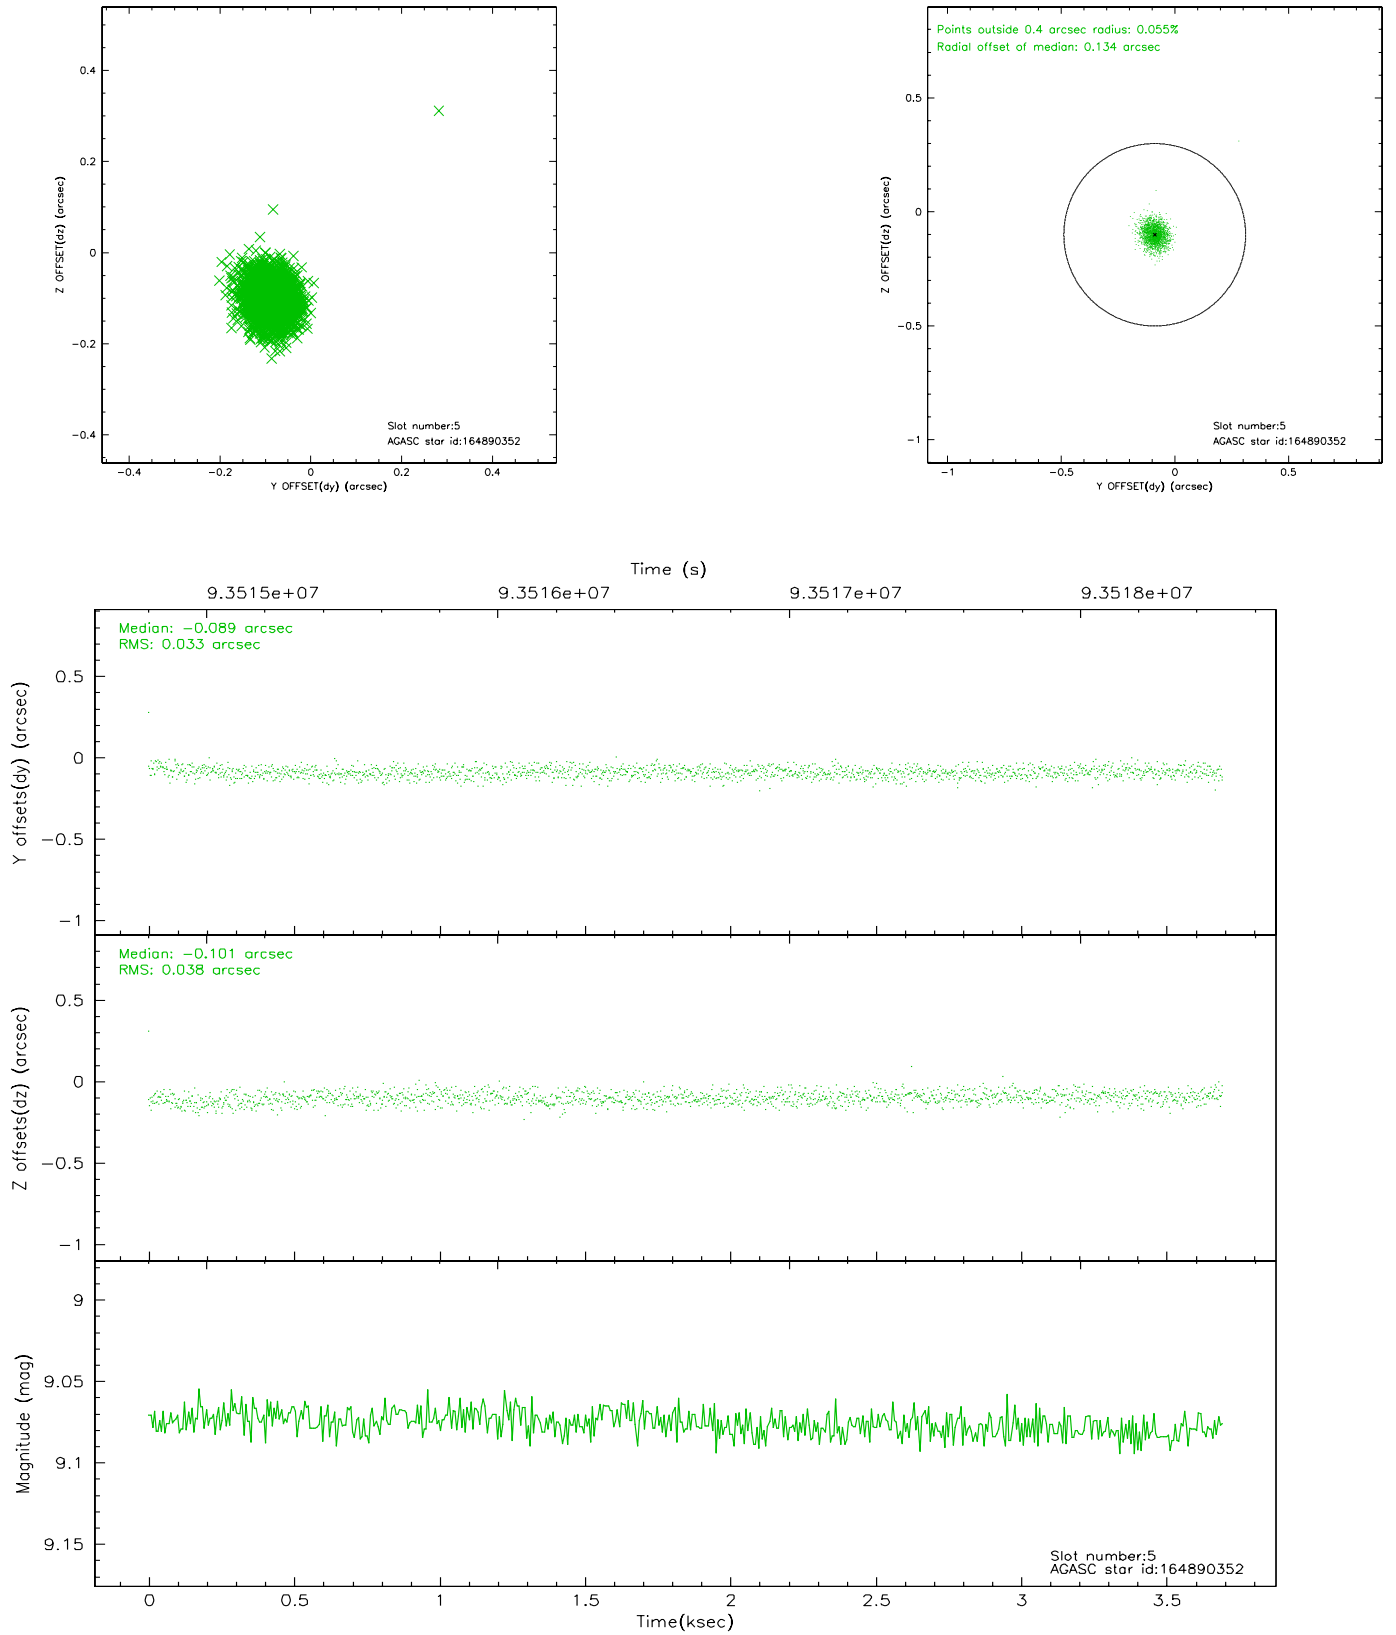 0.4
0.2
0
−0.2
−0.4
Z OFFSET(dz) (arcsec)
Slot number:5
AGASC star id:164890352
−0.4 −0.2 0 0.2 0.4
Y OFFSET(dy) (arcsec)
Points outside 0.4 arcsec radius: 0.055%
Radial offset of median: 0.134 arcsec
0.5
0
−0.5
−1
Z OFFSET(dz) (arcsec)
Slot number:5
AGASC star id:164890352
−1 −0.5 0 0.5
Y OFFSET(dy) (arcsec)
Time (s)
9.3515e+07 9.3516e+07 9.3517e+07 9.3518e+07
Median: −0.089 arcsec
RMS: 0.033 arcsec
0.5
0
−0.5
−1
Y offsets(dy) (arcsec)
Median: −0.101 arcsec
RMS: 0.038 arcsec
0.5
0
−0.5
−1
Z offsets(dz) (arcsec)
9
9.05
9.1
9.15
Magnitude (mag)
Slot number:5
AGASC star id:164890352
0 0.5 1 1.5 2 2.5 3 3.5
Time(ksec)